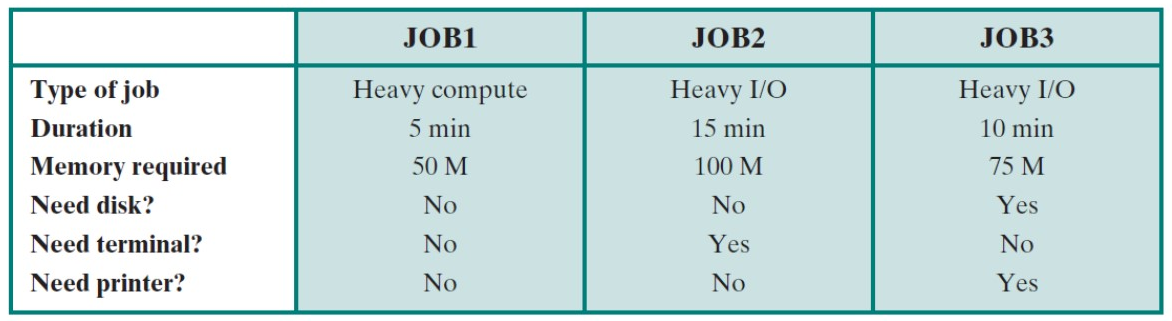 JOB1 JOB2 JOB3
Type of job Heavy compute Heavy I/O Heavy I/O
Duration 5 min 15 min 10 min
Memory required 50 M 100 M 75 M
Need disk? No No Yes
Need terminal? No Yes No
Need printer? No No Yes